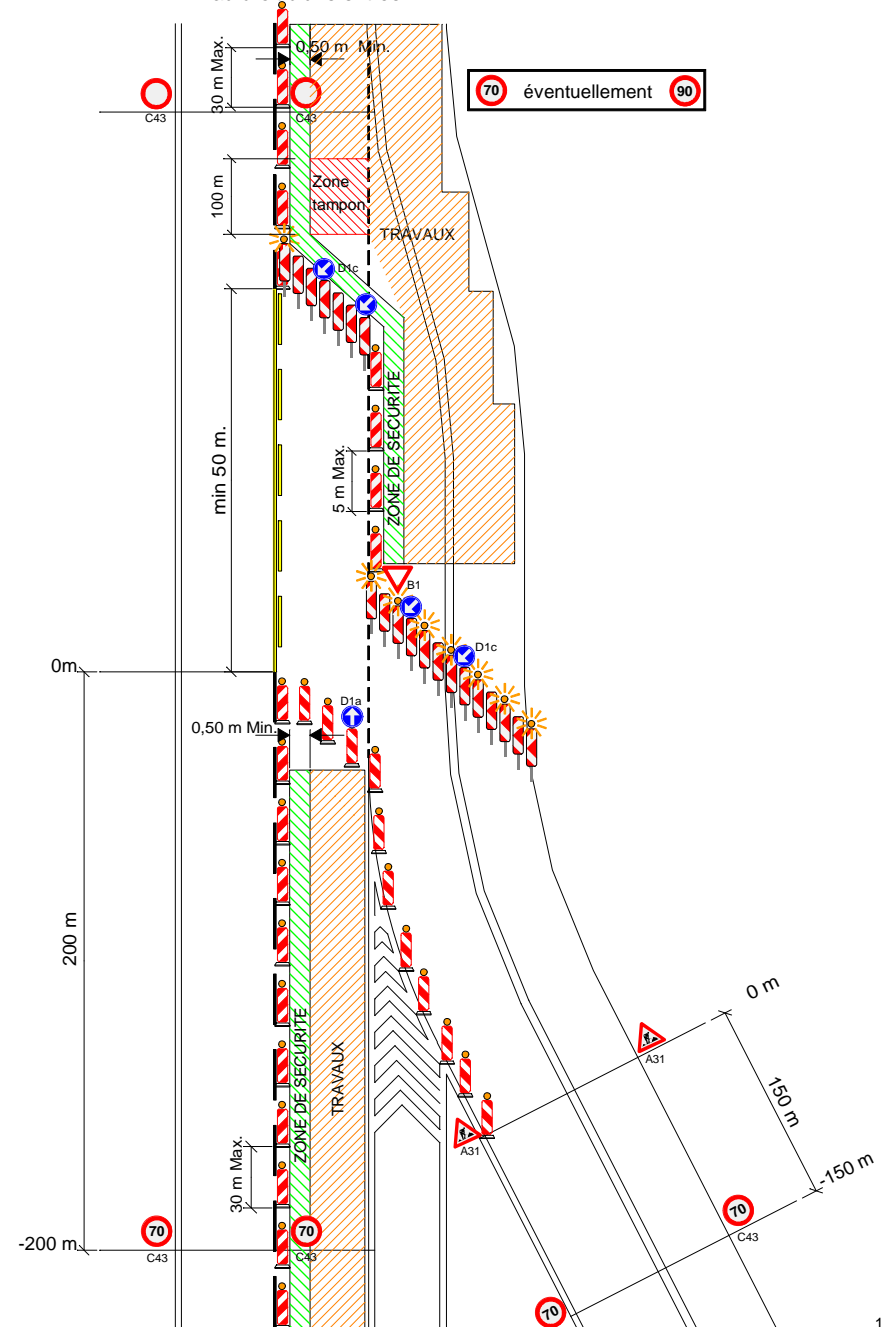 0,50 m Min.
30 m Max.
C43
C43
70 éventuellement 90
100 m
Zone
tampon
TRAVAUX
D1c
ZONE DE SECURITE
min 50 m.
5 m Max.
B1
D1c
0m
D1a
0,50 m Min.
200 m
ZONE DE SECURITE
TRAVAUX
0 m
A31
150 m
A31
-150 m
30 m Max.
70
C43
70
C43
70
C43
-200 m
70
1